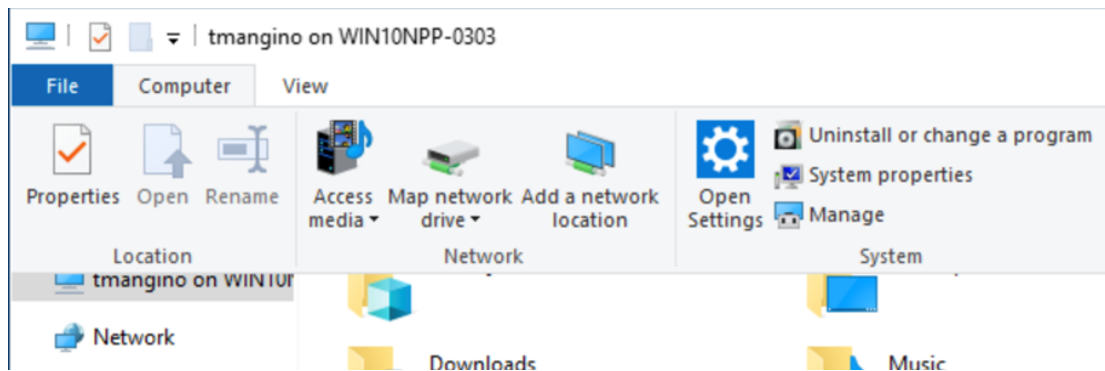 tmangino on WIN10NPP-0303
File Computer View
Properties Open Rename
Access media
Map network drive
Add a network location
Open Settings
Uninstall or change a program
System properties
Manage
Location Network System
tmangino on WIN10
Network
Downloads
Music